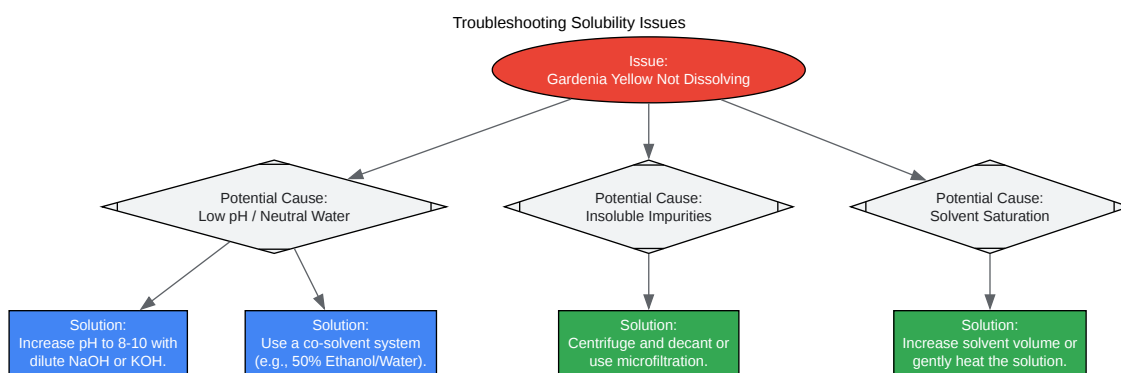 Troubleshooting Solubility Issues
Issue:
Gardenia Yellow Not Dissolving
Potential Cause:
Low pH / Neutral Water
Potential Cause:
Insoluble Impurities
Potential Cause:
Solvent Saturation
Solution:
Increase pH to 8-10 with
dilute NaOH or KOH.
Solution:
Use a co-solvent system
(e.g., 50% Ethanol/Water).
Solution:
Centrifuge and decant or
use microfiltration.
Solution:
Increase solvent volume or
gently heat the solution.